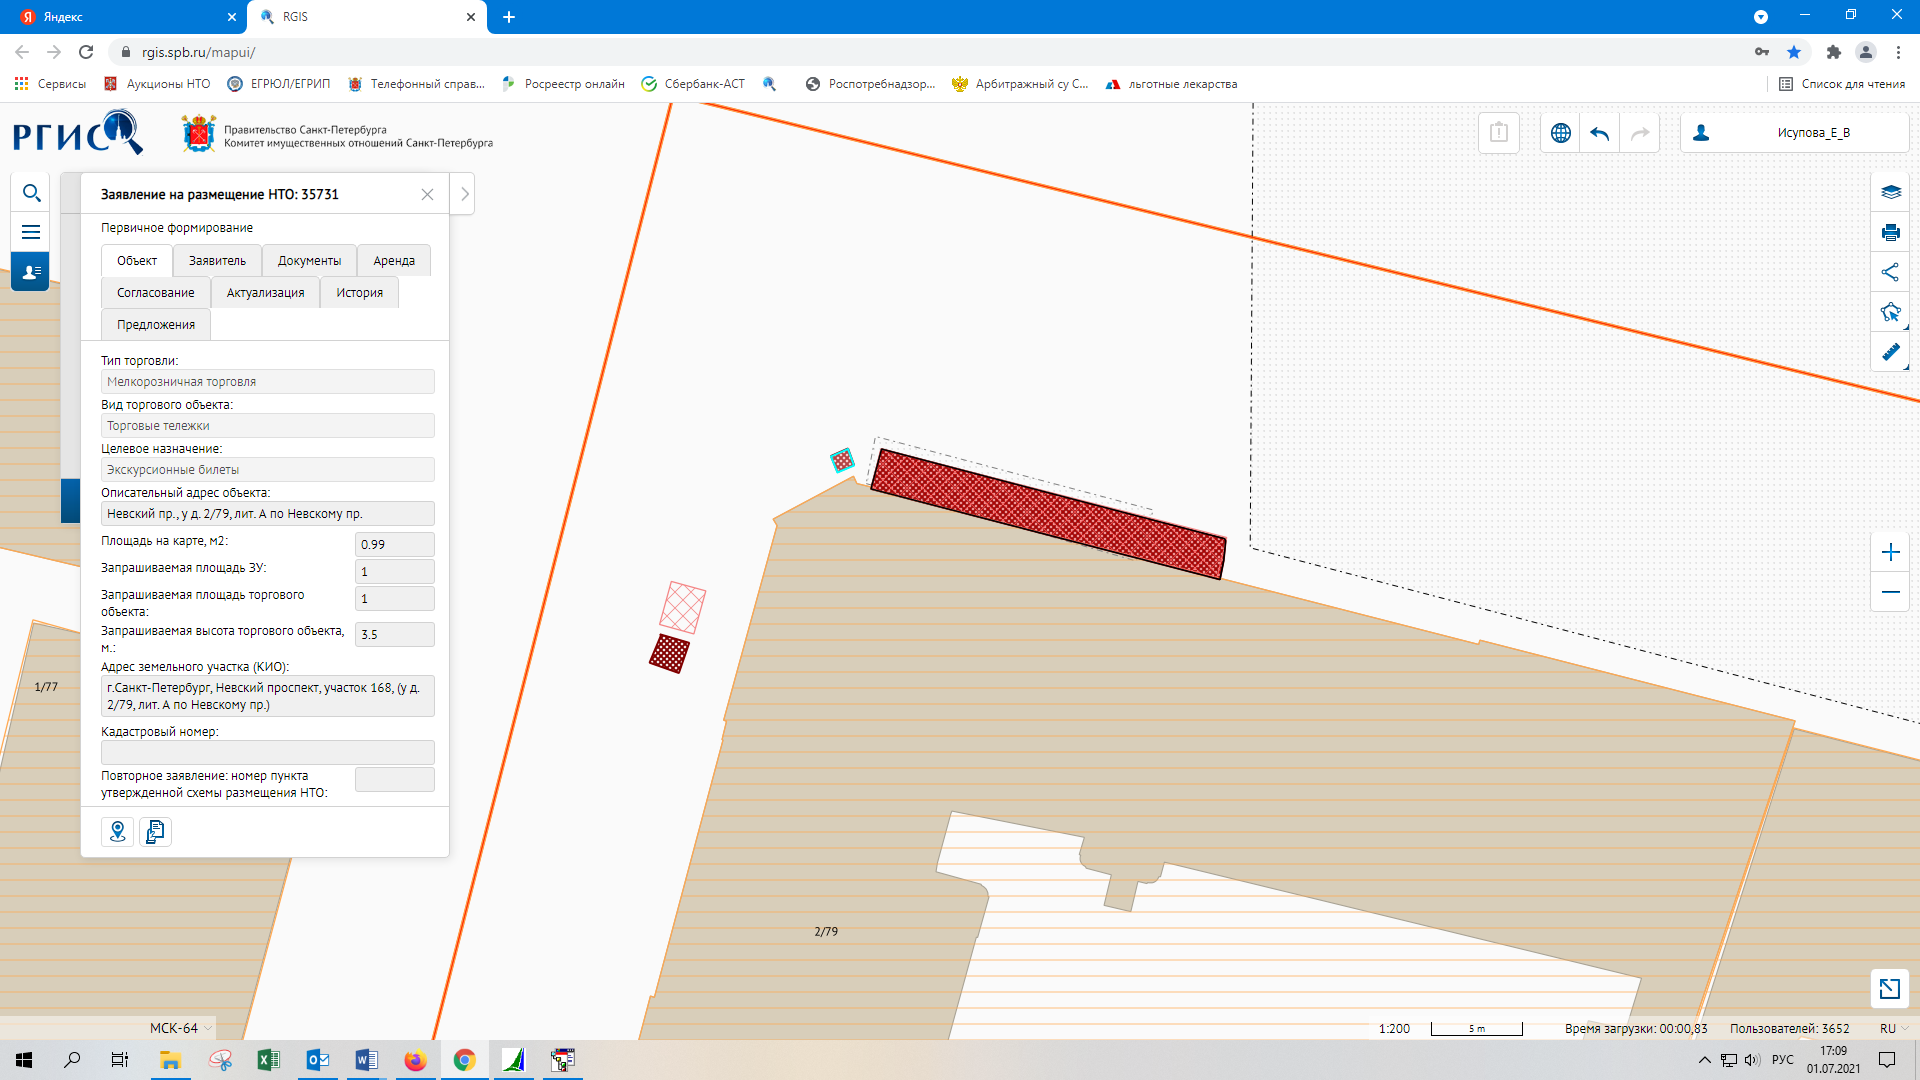 Яндекс
RGIS
rgis.spb.ru/mapui/
Сервисы
Аукционы НТО
ЕГРЮЛ/ЕГРИП
Телефонный справ...
Росреестр онлайн
Сбербанк-АСТ
Роспотребнадзор...
Арбитражный су С...
льготные лекарства
Список для чтения
РГИС
Правительство Санкт-Петербурга
Комитет имущественных отношений Санкт-Петербурга
Исупова_Е_В
Заявление на размещение НТО: 35731
Первичное формирование
Объект
Заявитель
Документы
Аренда
Согласование
Актуализация
История
Предложения
Тип торговли:
Мелкорозничная торговля
Вид торгового объекта:
Торговые тележки
Целевое назначение:
Экскурсионные билеты
Описательный адрес объекта:
Невский пр., у д. 2/79, лит. А по Невскому пр.
Площадь на карте, м2:
0.99
Запрашиваемая площадь ЗУ:
1
Запрашиваемая площадь торгового
объекта:
1
Запрашиваемая высота торгового объекта,
м.:
3.5
Адрес земельного участка (КИО):
г.Санкт-Петербург, Невский проспект, участок 168, (у д.
2/79, лит. А по Невскому пр.)
Кадастровый номер:
Повторное заявление: номер пункта
утвержденной схемы размещения НТО:
1/77
2/79
МСК-64
1:200
5 m
Время загрузки: 00:00,83
Пользователей: 3652
RU
РУС
17:09
01.07.2021